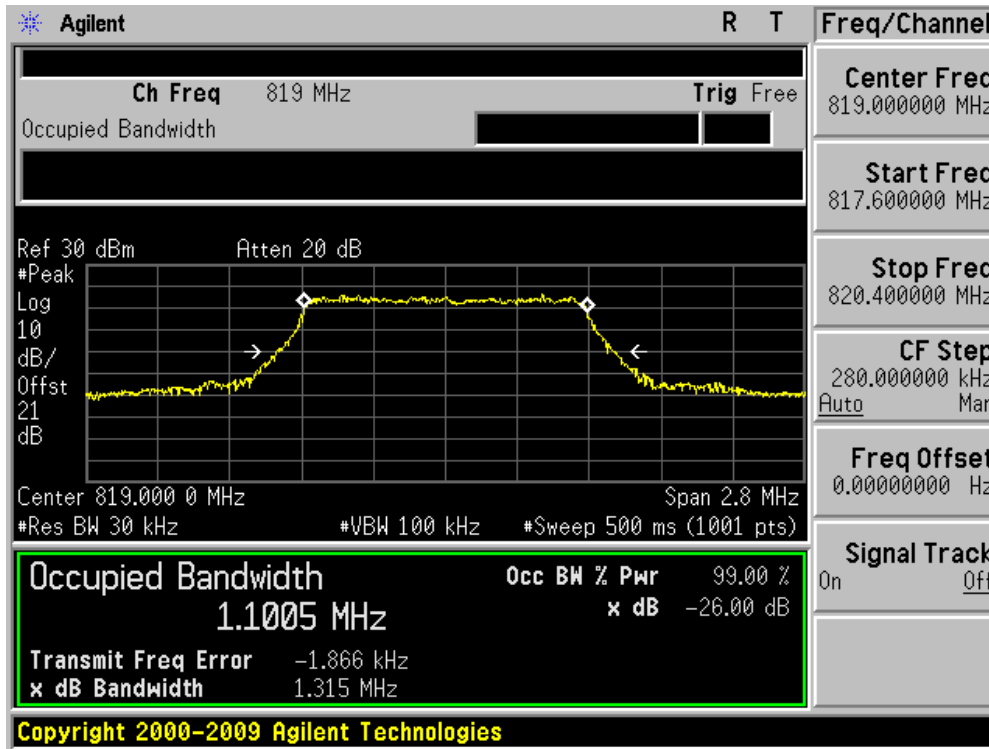 Agilent R T
Ch Freq 819 MHz Trig Free
Occupied Bandwidth
Ref 30 dBm Atten 20 dB
#Peak
Log
10
dB/
Offst
21
dB
Center 819.000 0 MHz Span 2.8 MHz
#Res BW 30 kHz #VBW 100 kHz #Sweep 500 ms (1001 pts)
Occupied Bandwidth
1.1005 MHz
Occ BW % Pwr 99.00 %
x dB -26.00 dB
Transmit Freq Error -1.866 kHz
x dB Bandwidth 1.315 MHz
Copyright 2000-2009 Agilent Technologies
Freq/Channel
Center Freq
819.000000 MHz
Start Freq
817.600000 MHz
Stop Freq
820.400000 MHz
CF Step
280.000000 kHz
Auto Man
Freq Offset
0.00000000 Hz
Signal Track
On Off